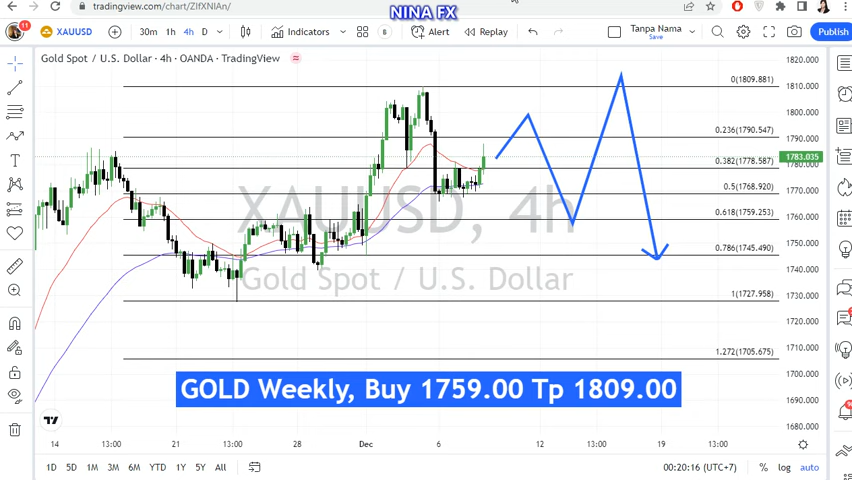 tradingview.com/chart/ZIfXNIAn/
NINA FX
11
XAUUSD
30m 1h 4h D
Indicators
8
Alert
Replay
Tanpa Nama
Save
Publish
Gold Spot / U.S. Dollar · 4h · OANDA · TradingView
1820.000
0(1809.881)
1810.000
1800.000
0.236(1790.547)
1790.000
1783.035
1780.000
0.382(1778.587)
1770.000
0.5(1768.920)
XAUUSD, 4h
1760.000
0.618(1759.253)
1750.000
0.786(1745.490)
Gold Spot / U.S. Dollar
1740.000
1730.000
1(1727.958)
1720.000
1710.000
1.272(1705.675)
1700.000
GOLD Weekly, Buy 1759.00 Tp 1809.00
1690.000
1680.000
14 13:00 21 13:00 28 Dec 6 12 13:00 19 13:00
1D 5D 1M 3M 6M YTD 1Y 5Y All
00:20:16 (UTC+7) % log auto